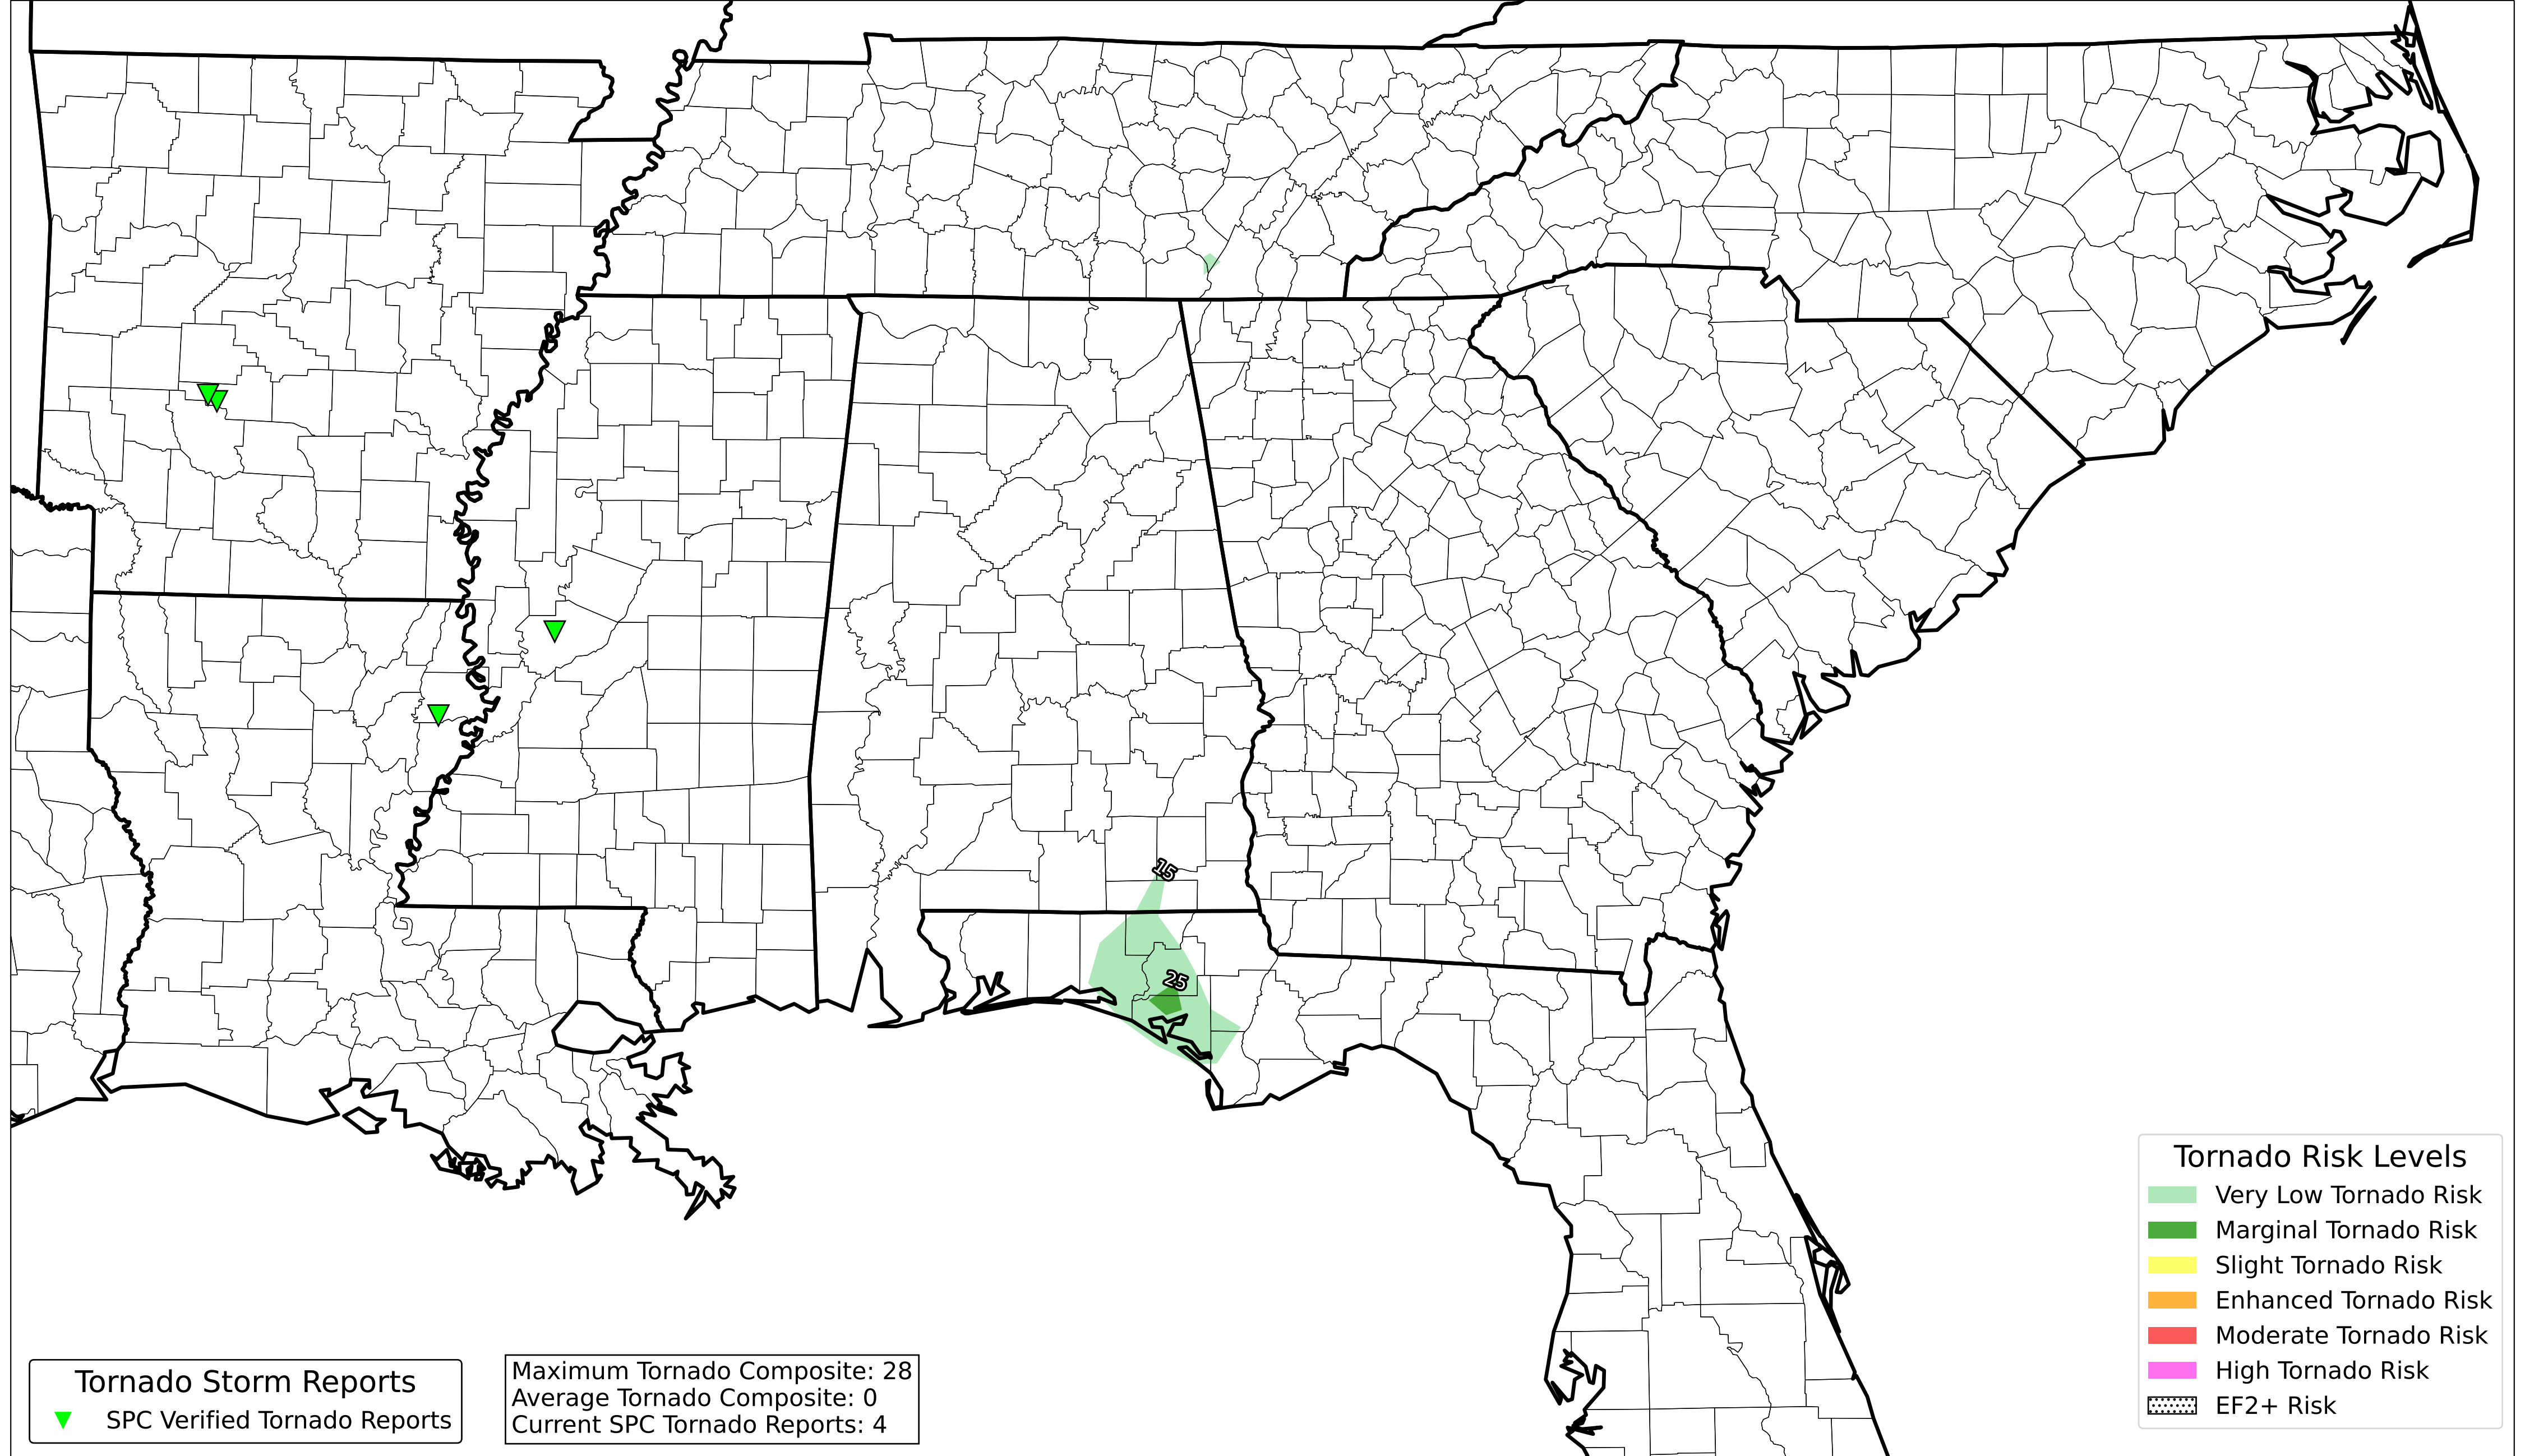 15
25
Tornado Storm Reports
SPC Verified Tornado Reports
Maximum Tornado Composite: 28
Average Tornado Composite: 0
Current SPC Tornado Reports: 4
Tornado Risk Levels
Very Low Tornado Risk
Marginal Tornado Risk
Slight Tornado Risk
Enhanced Tornado Risk
Moderate Tornado Risk
High Tornado Risk
EF2+ Risk